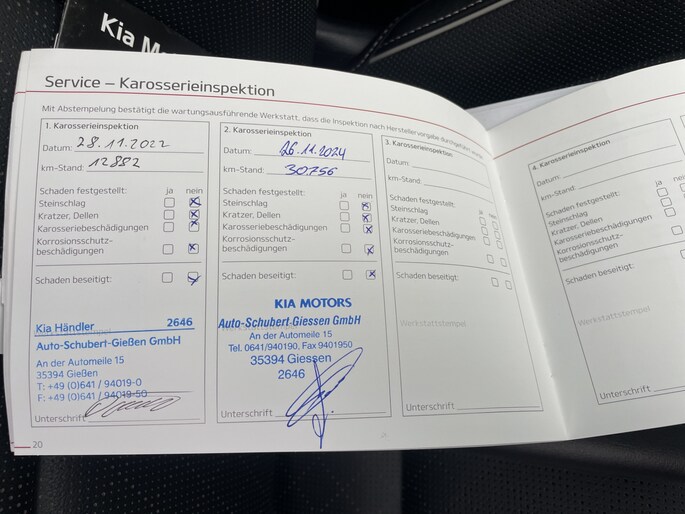 Kia M
Service – Karosserieinspektion
Mit Abstempelung bestätigt die wartungsausführende Werkstatt, dass die Inspektion nach Herstellervorgabe durchgeführt wurde.
1. Karosserieinspektion
Datum: 28.11.2022
km-Stand: 12882
Schaden festgestellt: ja nein
Steinschlag
Kratzer, Dellen
Karosseriebeschädigungen
Korrosionsschutz-
beschädigungen
Schaden beseitigt:
Kia Händler 2646
Auto-Schubert-Gießen GmbH
An der Automeile 15
35394 Gießen
T: +49 (0)641 / 94019-0
F: +49 (0)641 / 94019-50
Unterschrift
2. Karosserieinspektion
Datum: 26.11.2024
km-Stand: 30756
Schaden festgestellt: ja nein
Steinschlag
Kratzer, Dellen
Karosseriebeschädigungen
Korrosionsschutz-
beschädigungen
Schaden beseitigt:
KIA MOTORS
Auto-Schubert Giessen GmbH
An der Automeile 15
Tel. 0641/940190, Fax 9401950
35394 Giessen
2646
Unterschrift
3. Karosserieinspektion
Datum:
km-Stand:
Schaden festgestellt:
Steinschlag
Kratzer, Dellen
Karosseriebeschädigungen
Korrosionsschutz-
beschädigungen
Schaden beseitigt:
Werkstattstempel
Unterschrift
4. Karosserieinspektion
Datum:
km-Stand:
Schaden festgestellt: ja
Steinschlag
Kratzer, Dellen
Karosseriebeschädigungen
Korrosionsschutz-
beschädigungen
Schaden beseitigt:
Werkstattstempel
Unterschrift
20